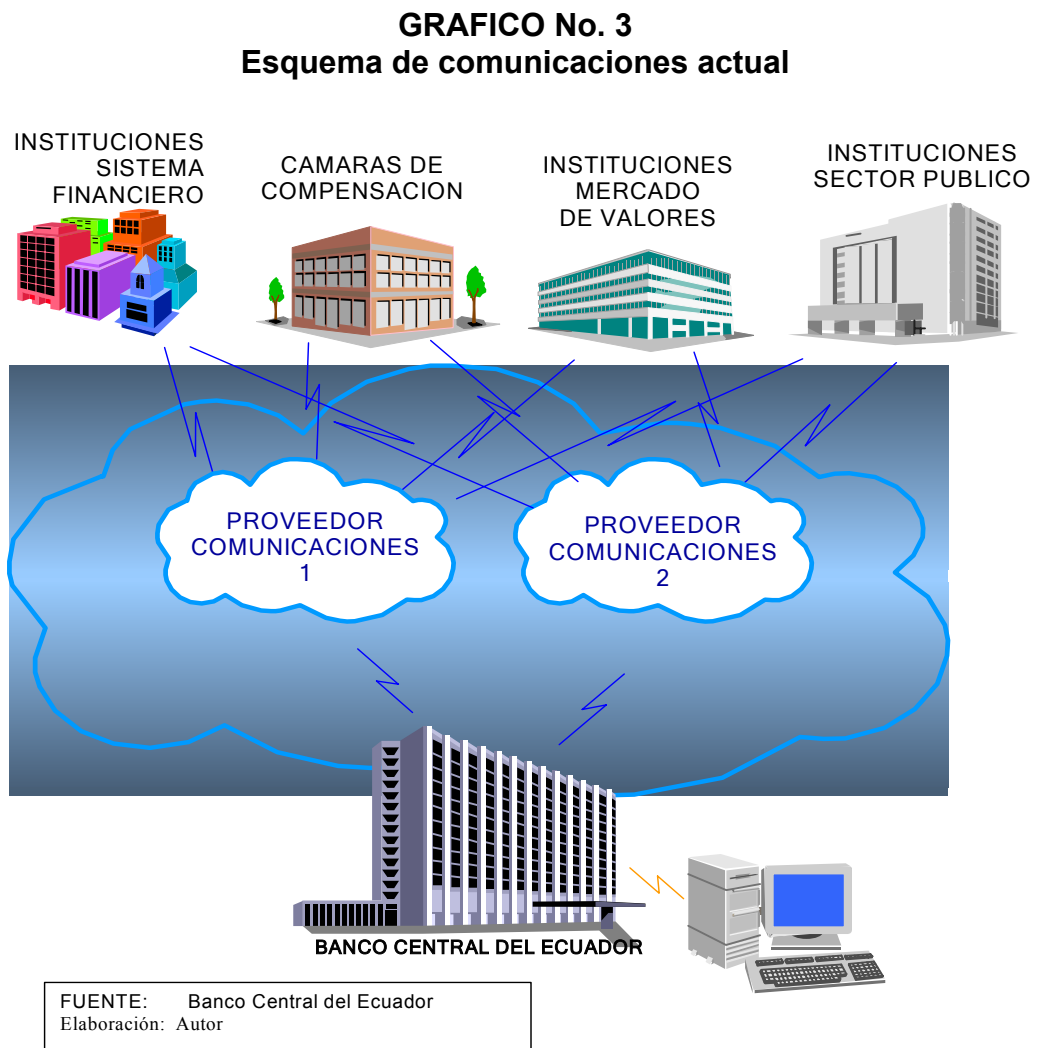 GRAFICO No. 3
Esquema de comunicaciones actual
INSTITUCIONES
SISTEMA
FINANCIERO
CAMARAS DE
COMPENSACION
INSTITUCIONES
MERCADO
DE VALORES
INSTITUCIONES
SECTOR PUBLICO
PROVEEDOR
COMUNICACIONES
1
PROVEEDOR
COMUNICACIONES
2
BANCO CENTRAL DEL ECUADOR
FUENTE: Banco Central del Ecuador
Elaboración: Autor